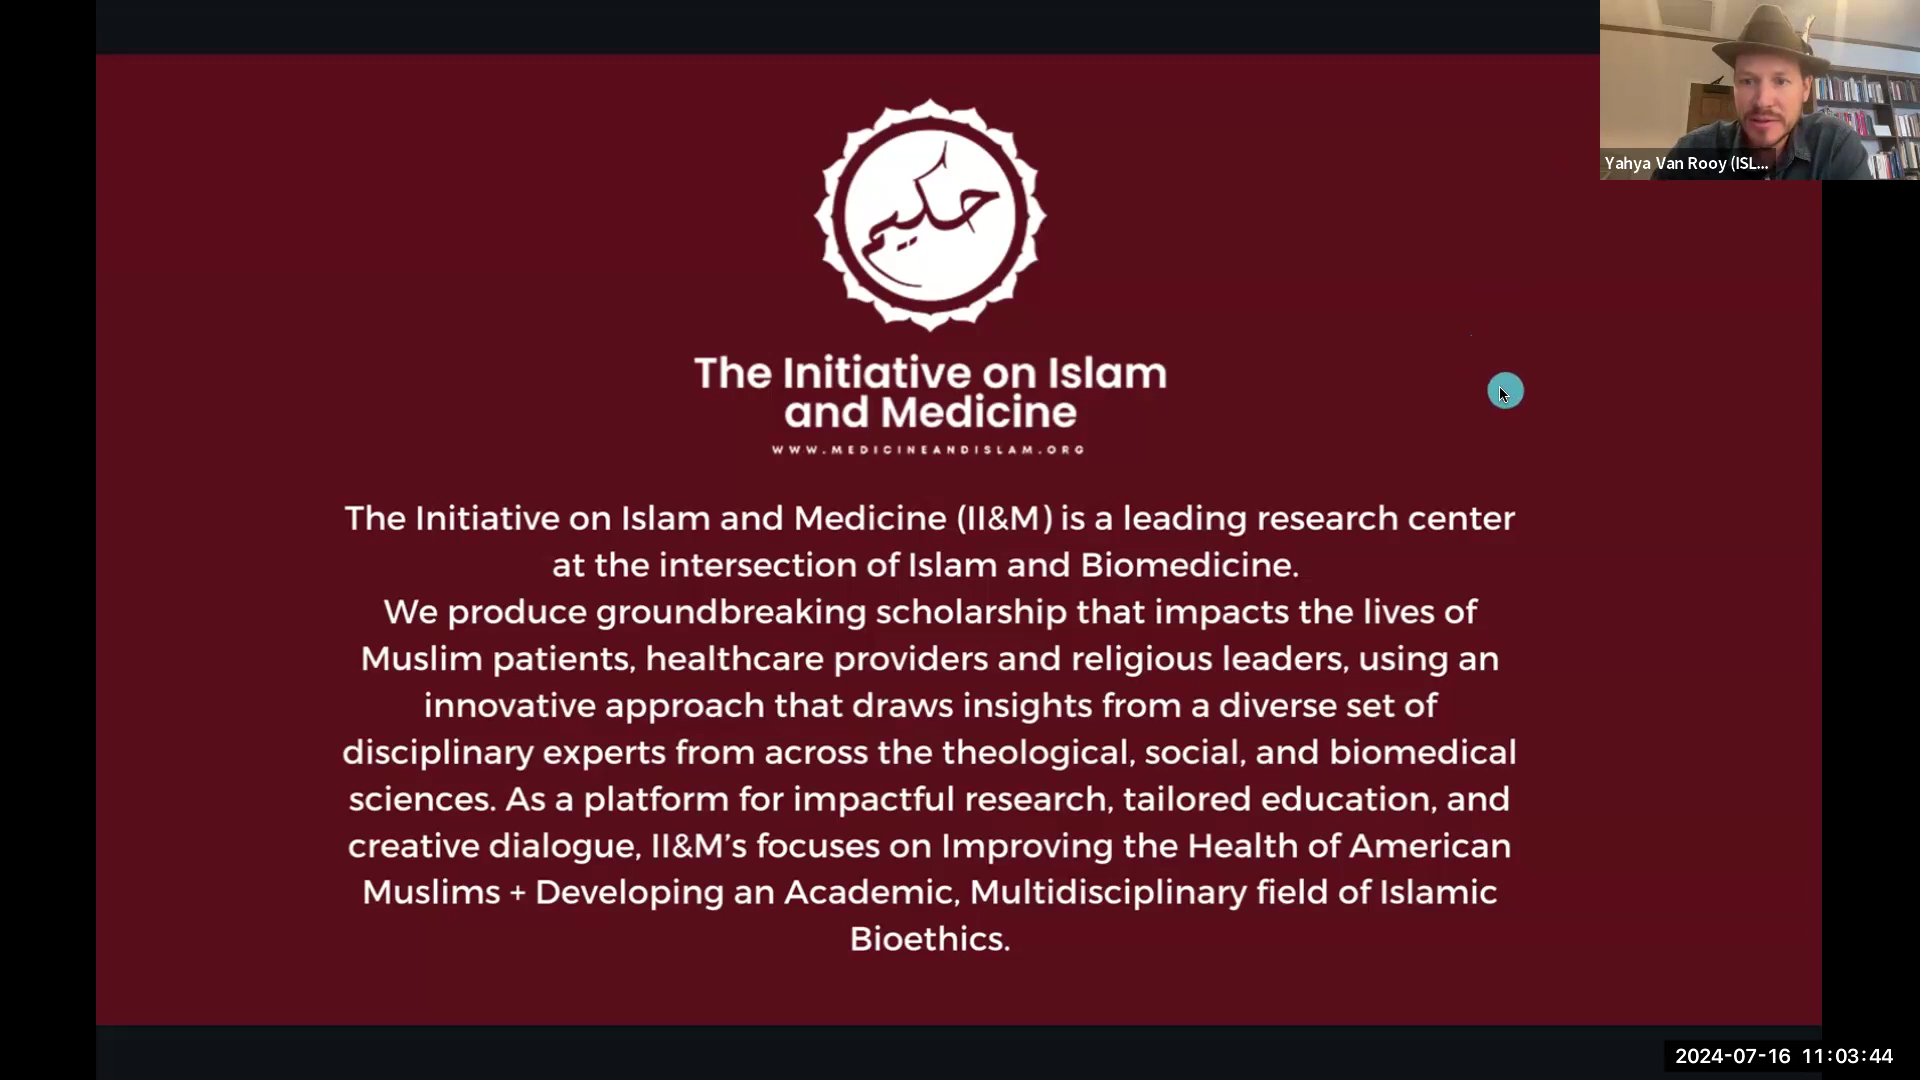 Yahya Van Rooy (ISL...
حكيم
The Initiative on Islam
and Medicine
WWW.MEDICINEANDISLAM.ORG
The Initiative on Islam and Medicine (II&M) is a leading research center
at the intersection of Islam and Biomedicine.
We produce groundbreaking scholarship that impacts the lives of
Muslim patients, healthcare providers and religious leaders, using an
innovative approach that draws insights from a diverse set of
disciplinary experts from across the theological, social, and biomedical
sciences. As a platform for impactful research, tailored education, and
creative dialogue, II&M’s focuses on Improving the Health of American
Muslims + Developing an Academic, Multidisciplinary field of Islamic
Bioethics.
2024-07-16 11:03:44